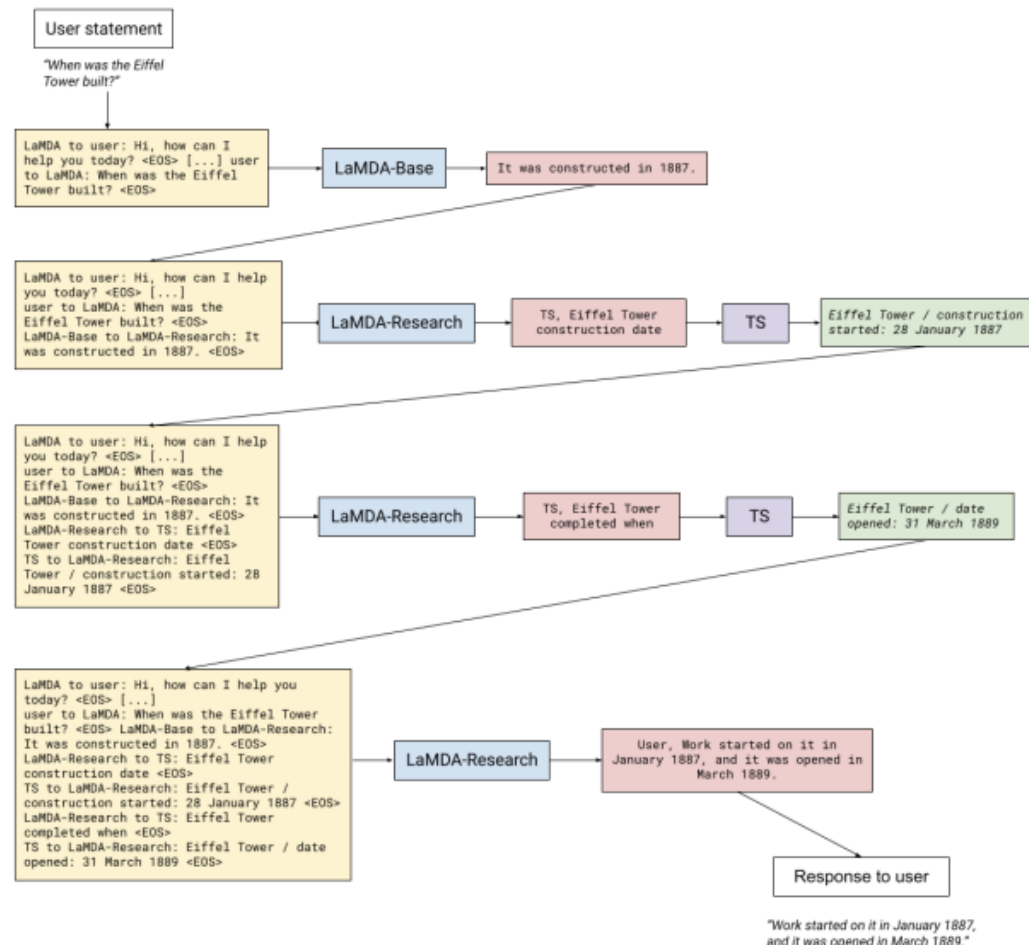 User statement
"When was the Eiffel
Tower built?"
LaMDA to user: Hi, how can I
help you today? <EOS> [...] user
to LaMDA: When was the Eiffel
Tower built? <EOS>
LaMDA-Base
It was constructed in 1887.
LaMDA to user: Hi, how can I help
you today? <EOS> [...]
user to LaMDA: When was the
Eiffel Tower built? <EOS>
LaMDA-Base to LaMDA-Research: It
was constructed in 1887. <EOS>
LaMDA-Research
TS, Eiffel Tower
construction date
TS
Eiffel Tower / construction
started: 28 January 1887
LaMDA to user: Hi, how can I help
you today? <EOS> [...]
user to LaMDA: When was the
Eiffel Tower built? <EOS>
LaMDA-Base to LaMDA-Research: It
was constructed in 1887. <EOS>
LaMDA-Research to TS: Eiffel
Tower construction date <EOS>
TS to LaMDA-Research: Eiffel
Tower / construction started: 28
January 1887 <EOS>
LaMDA-Research
TS, Eiffel Tower
completed when
TS
Eiffel Tower / date
opened: 31 March 1889
LaMDA to user: Hi, how can I help you
today? <EOS> [...]
user to LaMDA: When was the Eiffel Tower
built? <EOS> LaMDA-Base to LaMDA-Research:
It was constructed in 1887. <EOS>
LaMDA-Research to TS: Eiffel Tower
construction date <EOS>
TS to LaMDA-Research: Eiffel Tower /
construction started: 28 January 1887 <EOS>
LaMDA-Research to TS: Eiffel Tower
completed when <EOS>
TS to LaMDA-Research: Eiffel Tower / date
opened: 31 March 1889 <EOS>
LaMDA-Research
User, Work started on it in
January 1887, and it was opened in
March 1889.
Response to user
"Work started on it in January 1887,
and it was opened in March 1889."